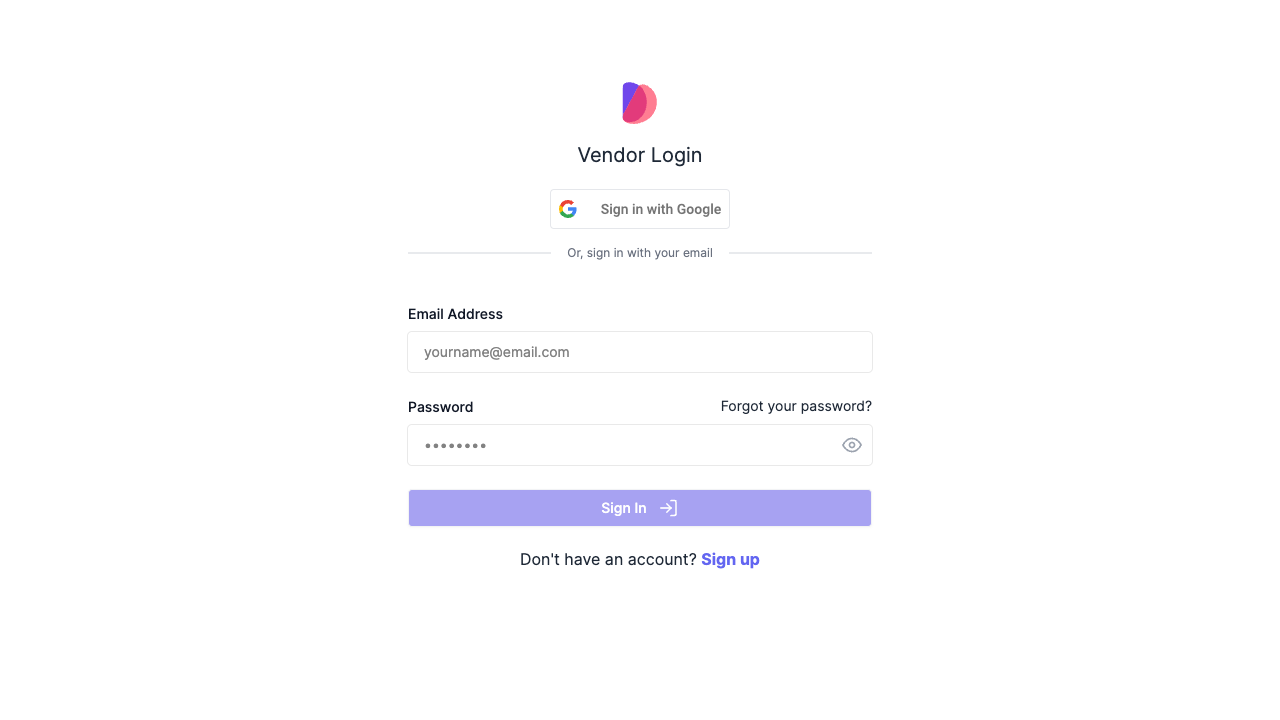 Vendor Login
Sign in with Google
Or, sign in with your email
Email Address
yourname@email.com
Password
Forgot your password?
••••••••
Sign In
Don't have an account? Sign up